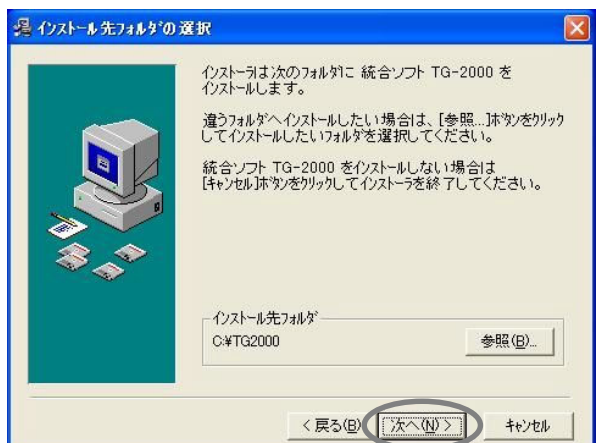 インストール先フォルダの選択
インストーラは次のフォルダに 統合ソフト TG-2000 を
インストールします。
違うフォルダへインストールしたい場合は、[参照...]ボタンをクリック
してインストールしたいフォルダを選択してください。
統合ソフト TG-2000 をインストールしない場合は
[キャンセル]ボタンをクリックしてインストーラを終了してください。
インストール先フォルダ
C:¥TG2000
参照(B)...
< 戻る(B)
次へ(N) >
キャンセル